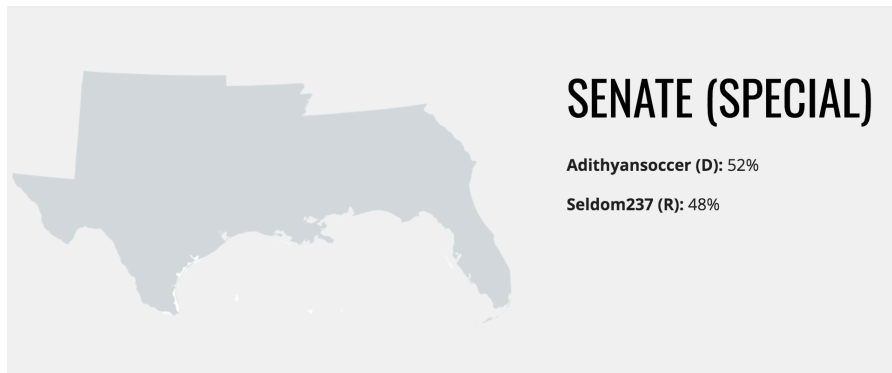 SENATE (SPECIAL)
Adithyansoccer (D): 52%
Seldom237 (R): 48%